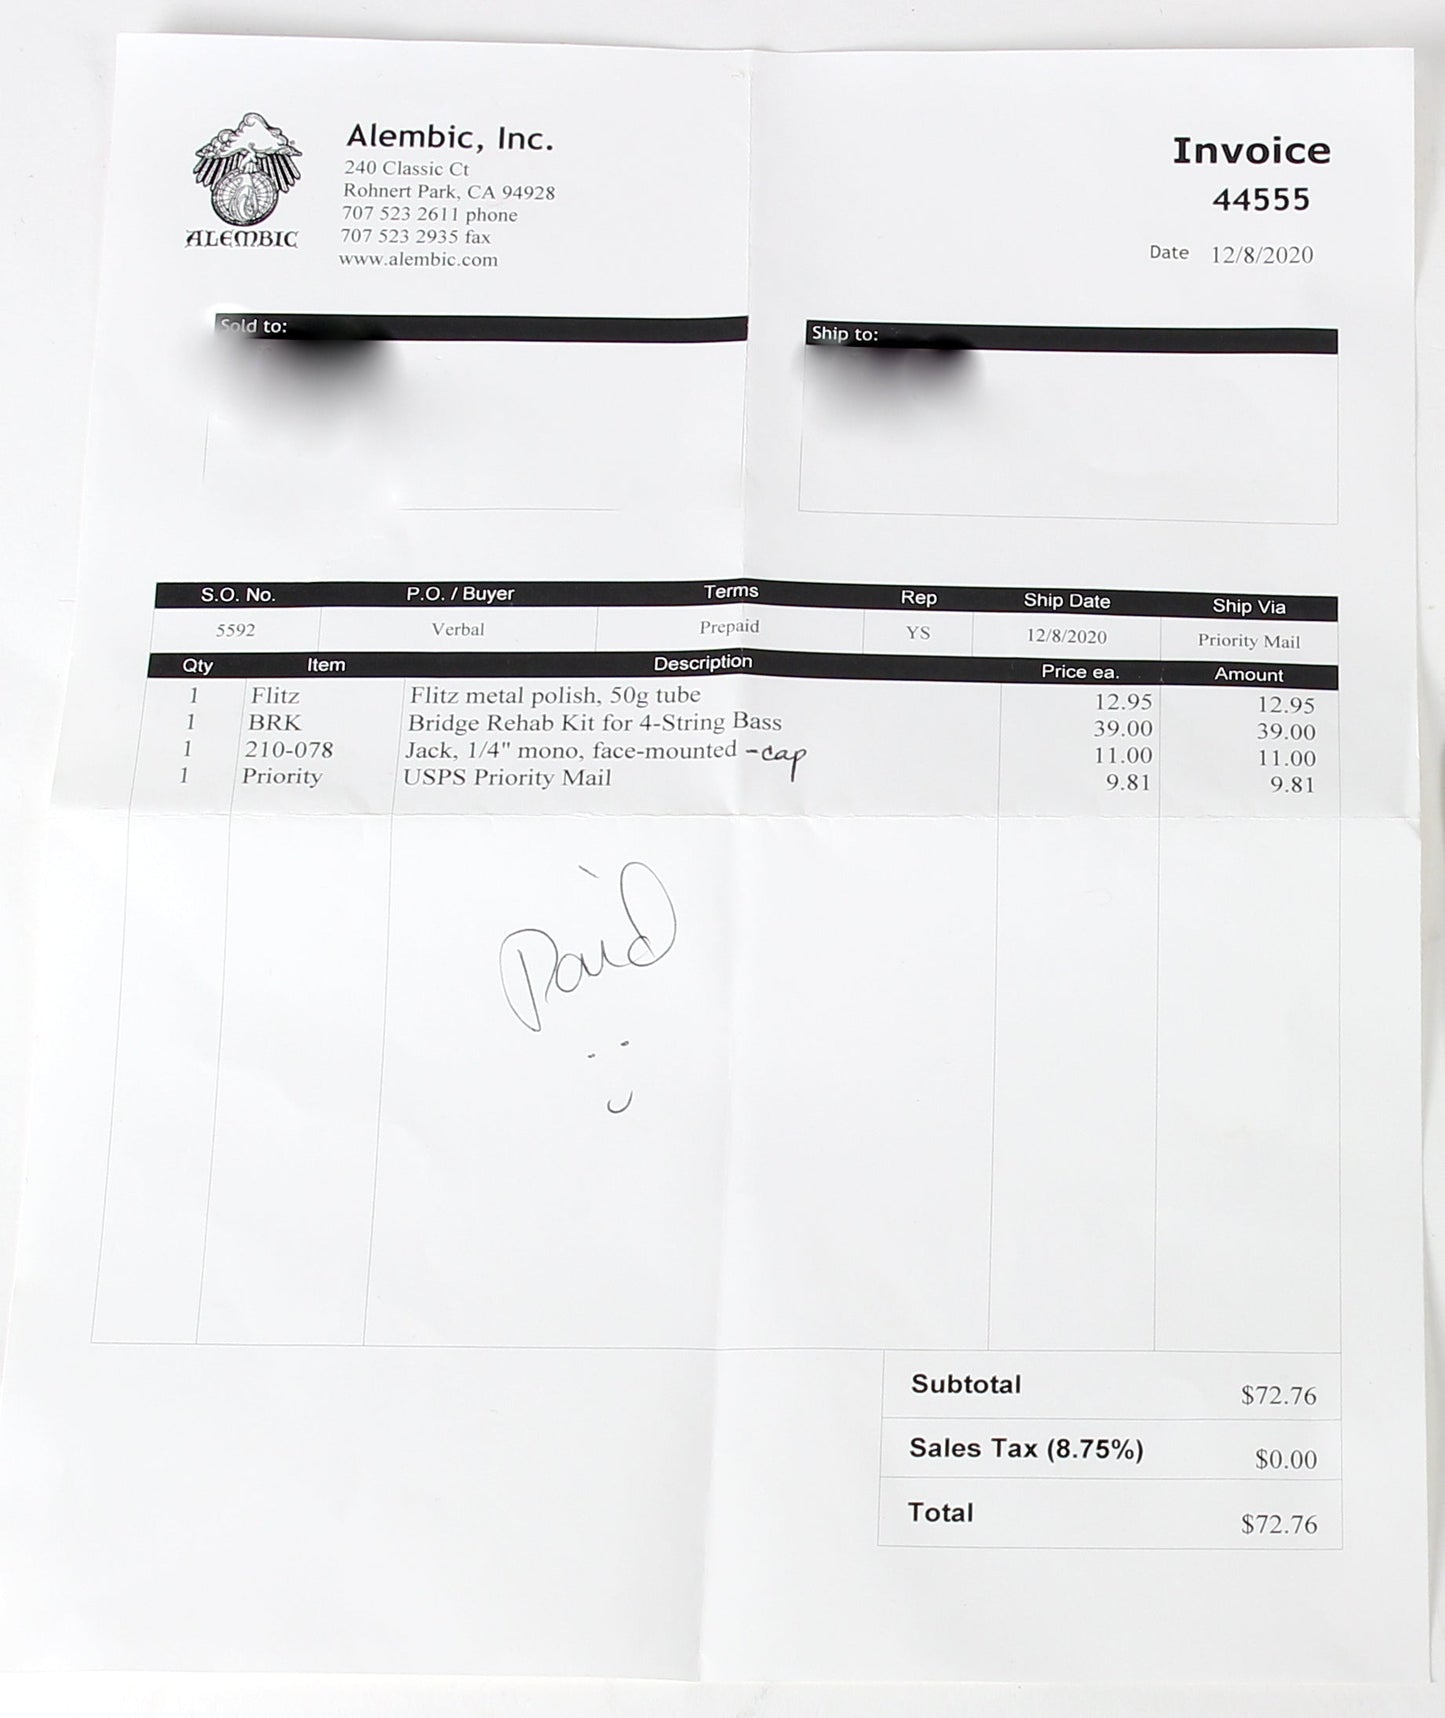 ALEMBIC
Alembic, Inc.
240 Classic Ct
Rohnert Park, CA 94928
707 523 2611 phone
707 523 2935 fax
www.alembic.com
Invoice
44555
Date 12/8/2020
Sold to:
Ship to:
S.O. No. P.O. / Buyer Terms Rep Ship Date Ship Via
5592 Verbal Prepaid YS 12/8/2020 Priority Mail
Qty Item Description Price ea. Amount
1 Flitz Flitz metal polish, 50g tube 12.95 12.95
1 BRK Bridge Rehab Kit for 4-String Bass 39.00 39.00
1 210-078 Jack, 1/4" mono, face-mounted -cap 11.00 11.00
1 Priority USPS Priority Mail 9.81 9.81
Paid
Subtotal $72.76
Sales Tax (8.75%) $0.00
Total $72.76